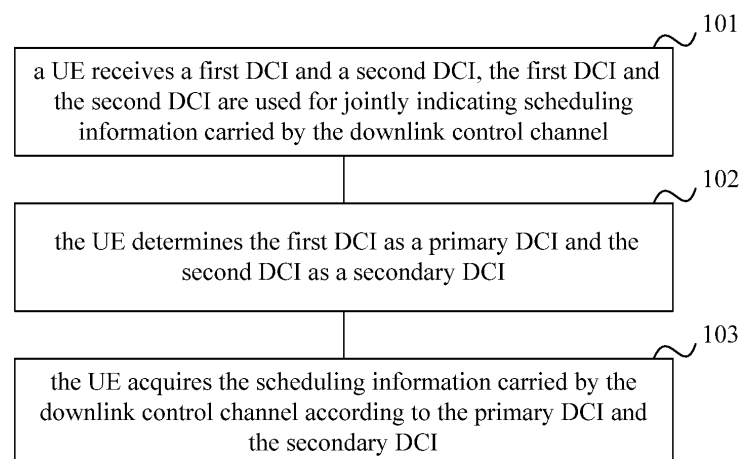 101
a UE receives a first DCI and a second DCI, the first DCI and
the second DCI are used for jointly indicating scheduling
information carried by the downlink control channel
102
the UE determines the first DCI as a primary DCI and the
second DCI as a secondary DCI
103
the UE acquires the scheduling information carried by the
downlink control channel according to the primary DCI and
the secondary DCI